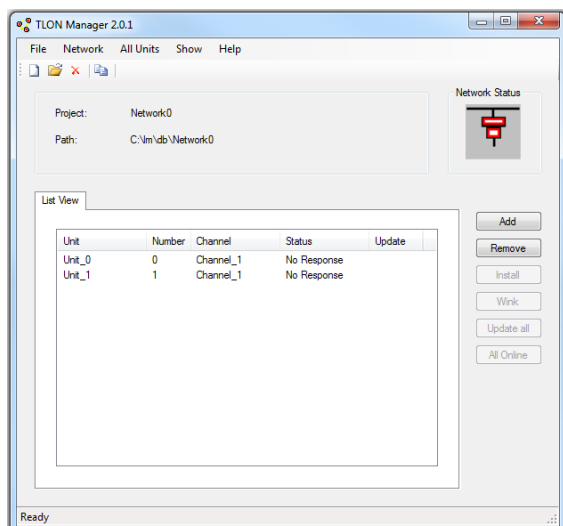 TLON Manager 2.0.1
File Network All Units Show Help
Network Status
Project: Network0
Path: C:\lm\db\Network0
List View
Add
Unit Number Channel Status Update
Remove
Unit_0 0 Channel_1 No Response
Unit_1 1 Channel_1 No Response
Install
Wink
Update all
All Online
Ready